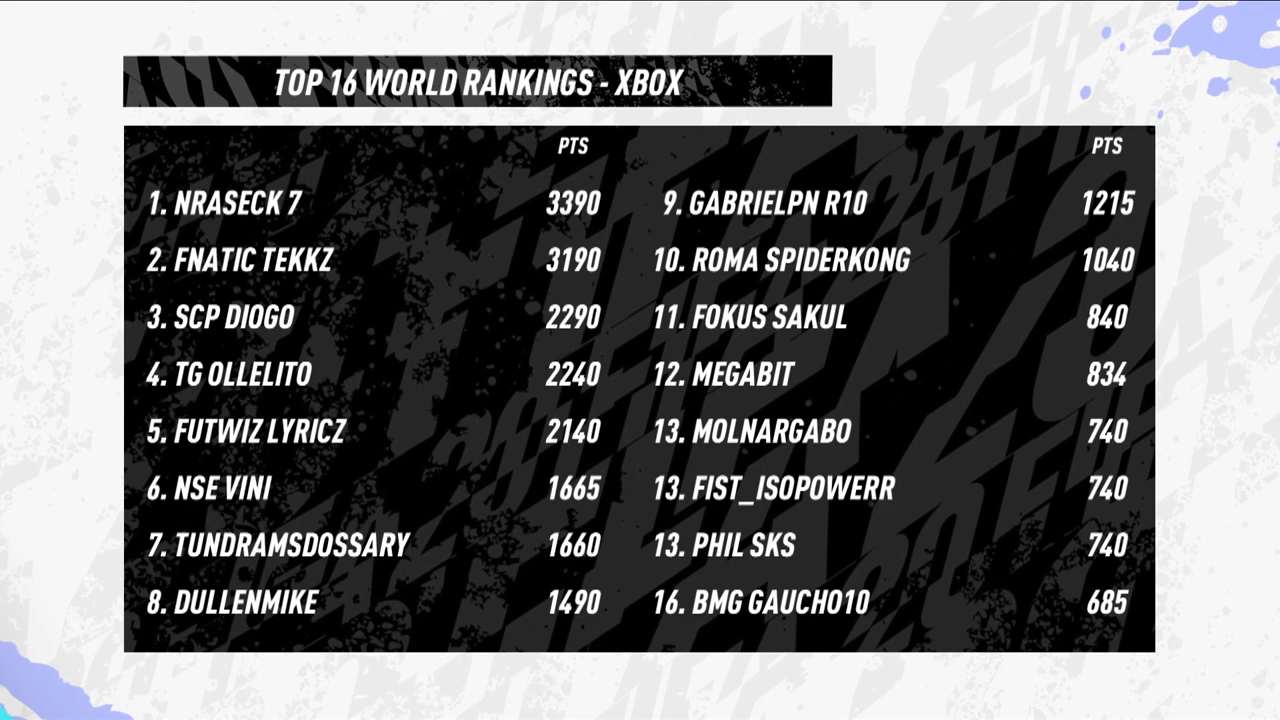 TOP 16 WORLD RANKINGS - XBOX
PTS
1. NRASECK 7 3390
2. FNATIC TEKKZ 3190
3. SCP DIOGO 2290
4. TG OLLELITO 2240
5. FUTWIZ LYRICZ 2140
6. NSE VINI 1665
7. TUNDRAMSDOSSARY 1660
8. DULLENMIKE 1490
PTS
9. GABRIELPN R10 1215
10. ROMA SPIDERKONG 1040
11. FOKUS SAKUL 840
12. MEGABIT 834
13. MOLNARGABO 740
13. FIST_ISOPOWERR 740
13. PHIL SKS 740
16. BMG GAUCHO10 685